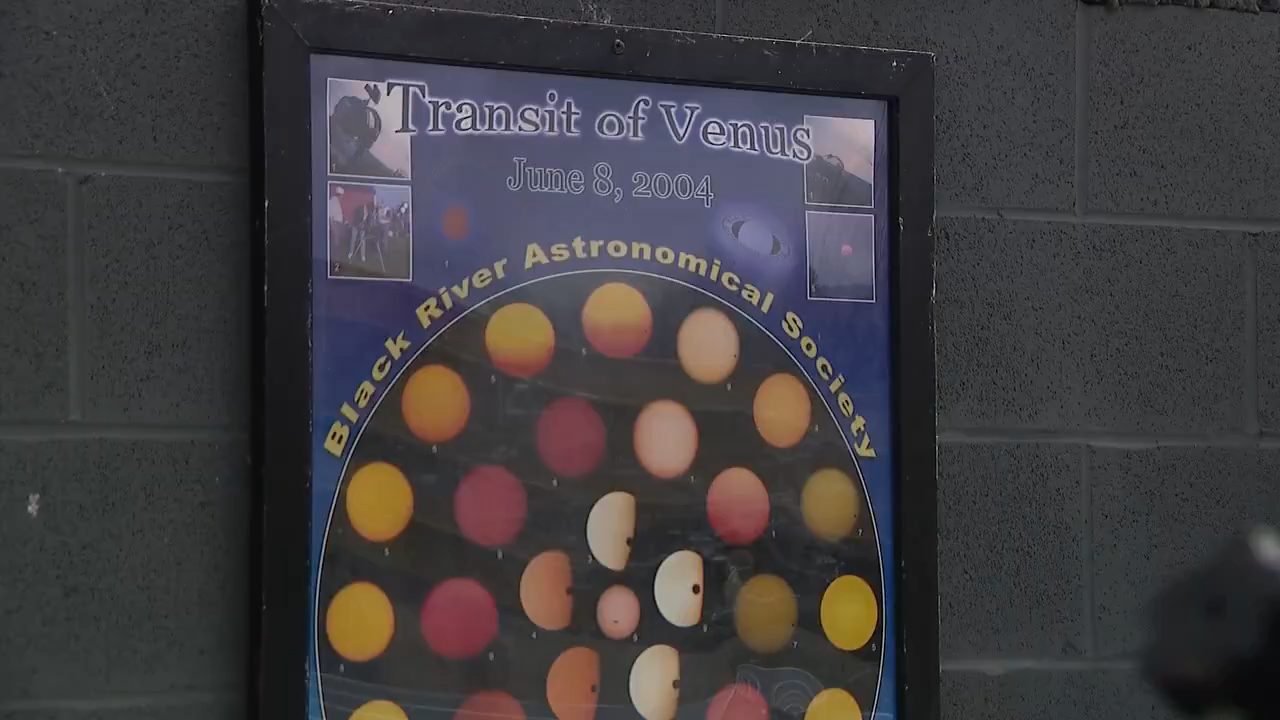 Transit of Venus
June 8, 2004
Black River Astronomical Society